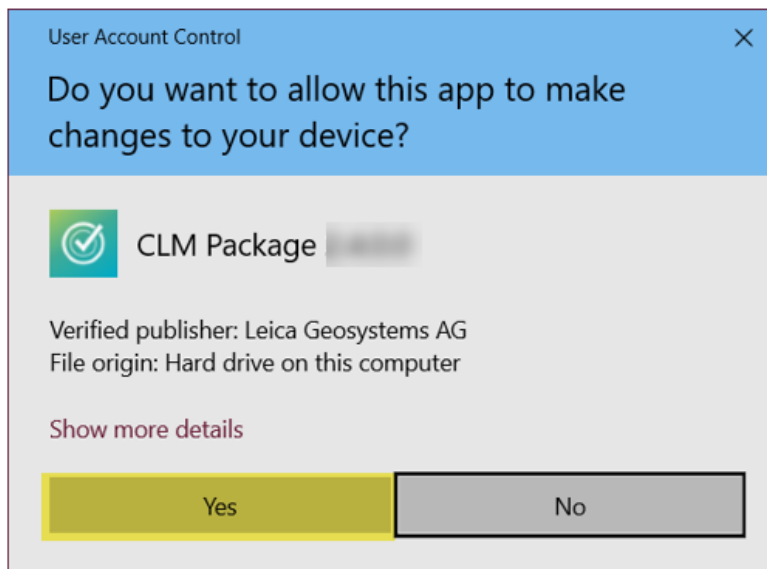 User Account Control
Do you want to allow this app to make
changes to your device?
CLM Package
Verified publisher: Leica Geosystems AG
File origin: Hard drive on this computer
Show more details
Yes
No